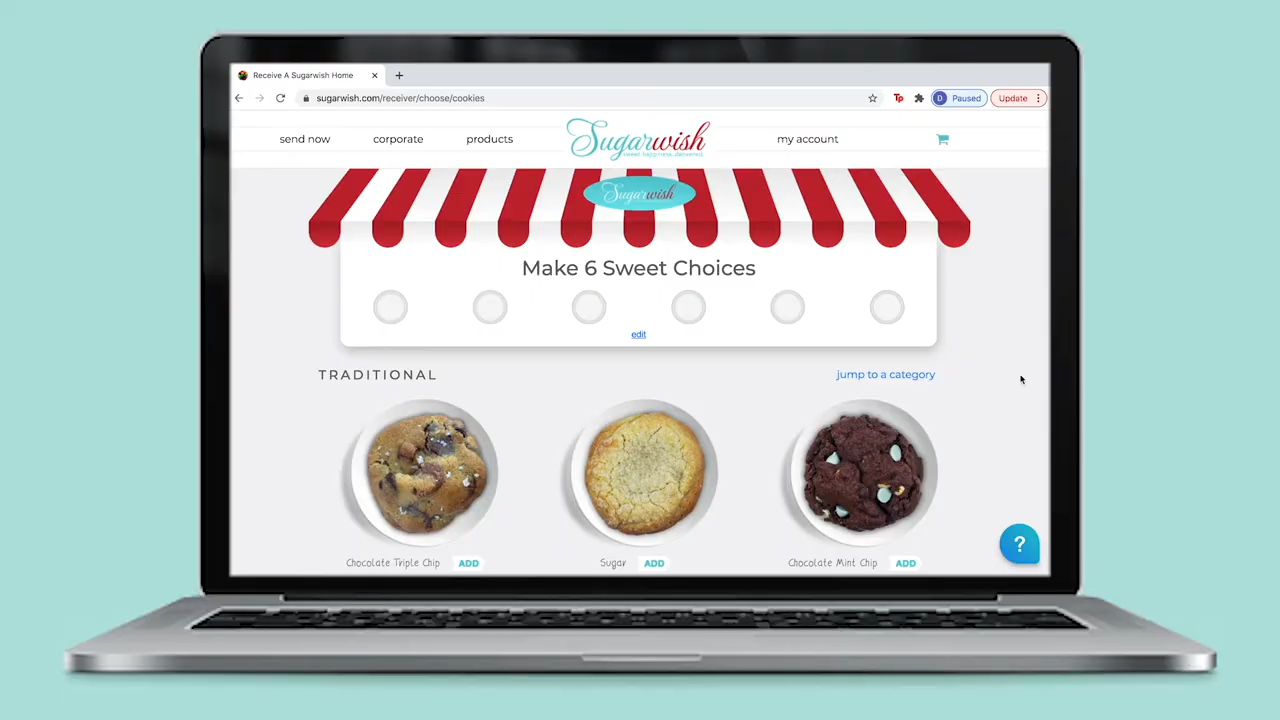 Receive A Sugarwish Home
sugarwish.com/receiver/choose/cookies
Tp
D Paused
Update
send now
corporate
products
Sugarwish
sweet happiness, delivered.
my account
Sugarwish
Make 6 Sweet Choices
edit
TRADITIONAL
jump to a category
Chocolate Triple Chip ADD
Sugar ADD
Chocolate Mint Chip ADD
?